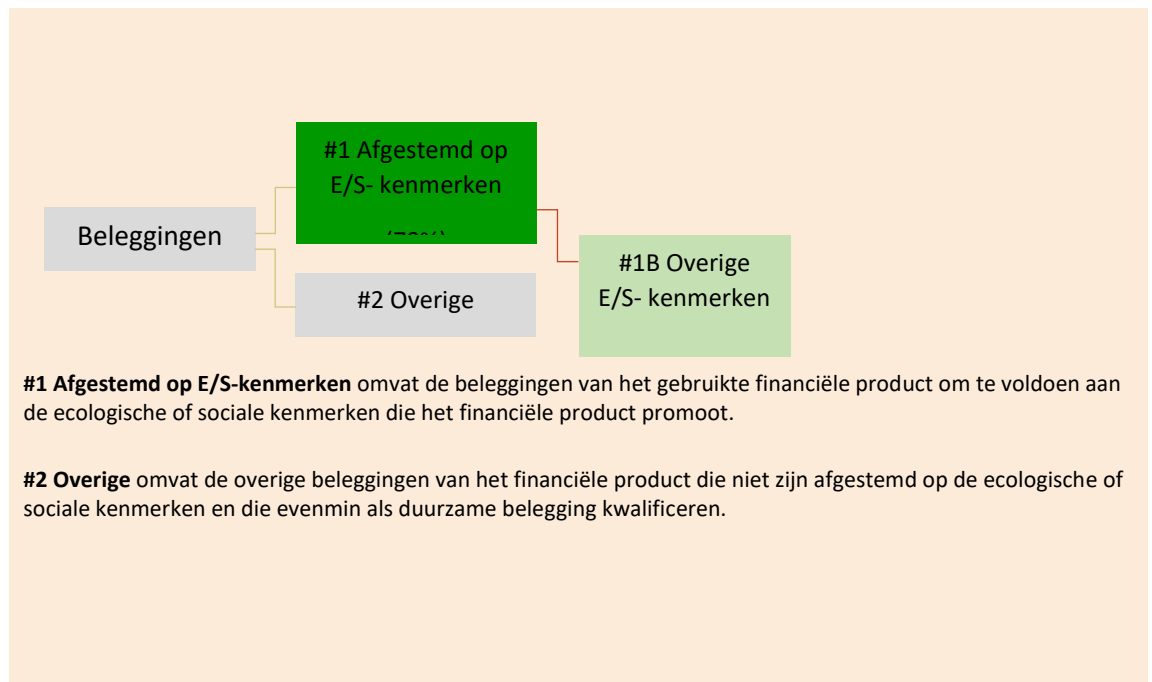 #1 Afgestemd op
E/S- kenmerken
Beleggingen
#2 Overige
#1B Overige
E/S- kenmerken
#1 Afgestemd op E/S-kenmerken omvat de beleggingen van het gebruikte financiële product om te voldoen aan
de ecologische of sociale kenmerken die het financiële product promoot.
#2 Overige omvat de overige beleggingen van het financiële product die niet zijn afgestemd op de ecologische of
sociale kenmerken en die evenmin als duurzame belegging kwalificeren.